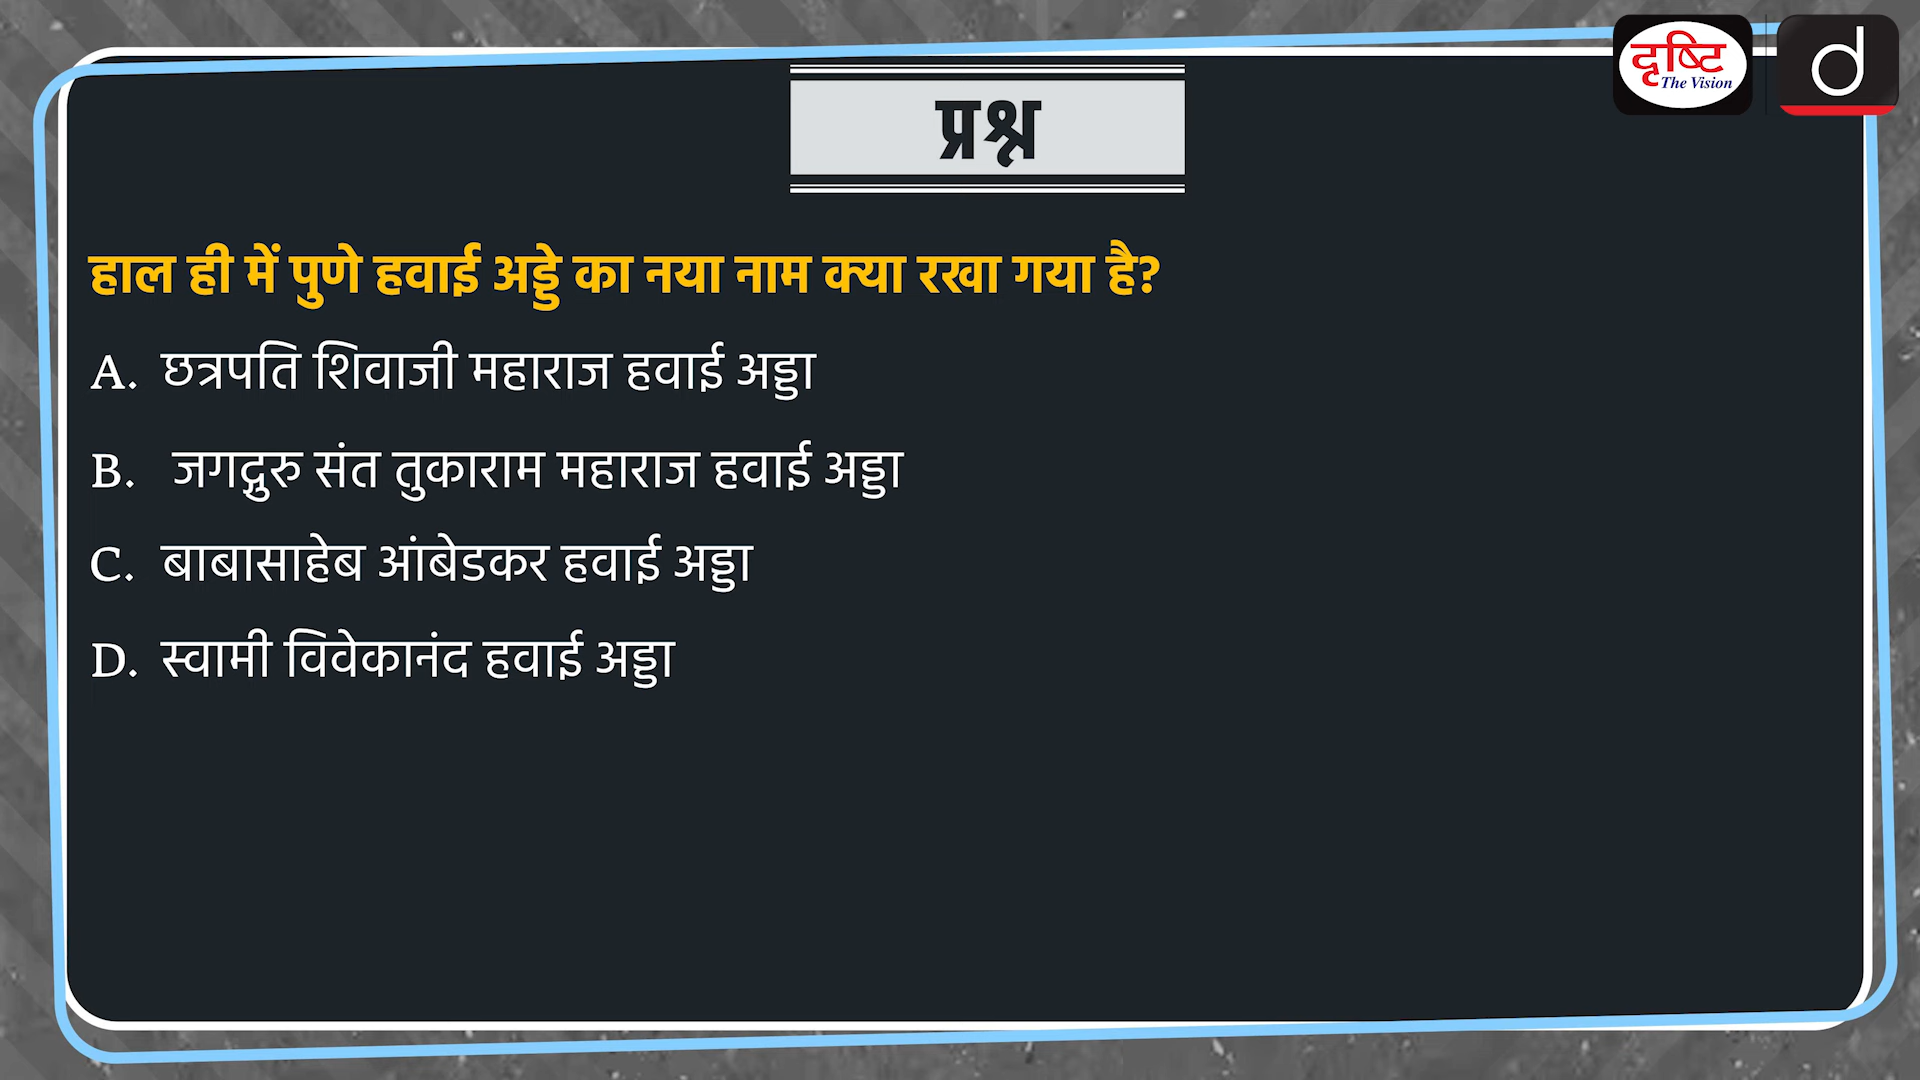 दृष्टि
The Vision
d
प्रश्न
हाल ही में पुणे हवाई अड्डे का नया नाम क्या रखा गया है?
A. छत्रपति शिवाजी महाराज हवाई अड्डा
B. जगद्गुरु संत तुकाराम महाराज हवाई अड्डा
C. बाबासाहेब आंबेडकर हवाई अड्डा
D. स्वामी विवेकानंद हवाई अड्डा